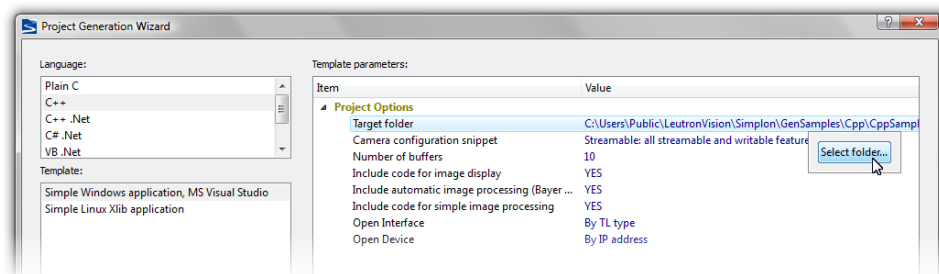 Project Generation Wizard
Language:
Plain C
C++
C++ .Net
C# .Net
VB .Net
Template:
Simple Windows application, MS Visual Studio
Simple Linux Xlib application
Template parameters:
Item Value
Project Options
Target folder C:\Users\Public\LeutronVision\Simplon\GenSamples\Cpp\CppSampl
Camera configuration snippet Streamable: all streamable and writable feature
Number of buffers 10
Include code for image display YES
Include automatic image processing (Bayer ... YES
Include code for simple image processing YES
Open Interface By TL type
Open Device By IP address
Select folder...